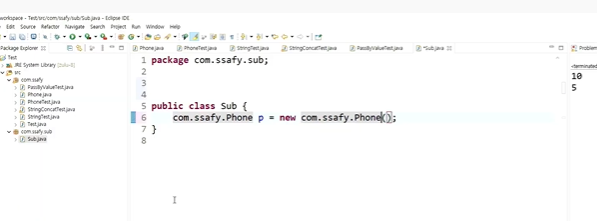 workspace - Test/src/com/ssafy/sub/Sub.java - Eclipse IDE
File Edit Source Refactor Navigate Search Project Run Window Help
Package Explorer
Phone.java PhoneTest.java StringTest.java StringConcatTest.java PassByValueTest.java *Sub.java
Problem
Test
JRE System Library
src
com.ssafy
PassByValueTest.java
Phone.java
PhoneTest.java
StringConcatTest.java
StringTest.java
Test.java
com.ssafy.sub
Sub.java
1 package com.ssafy.sub;
2
3
4
5 public class Sub {
6 com.ssafy.Phone p = new com.ssafy.Phone();
7 }
8
<terminated
10
5